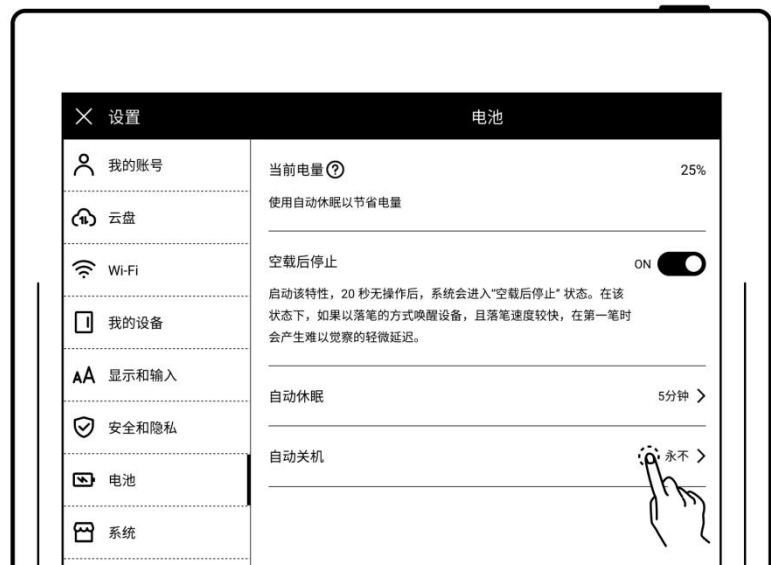 设置
电池
我的账号
云盘
Wi-Fi
我的设备
AA 显示和输入
安全和隐私
电池
系统
当前电量? 25%
使用自动休眠以节省电量
空载后停止 ON
启动该特性，20 秒无操作后，系统会进入“空载后停止” 状态。在该
状态下，如果以落笔的方式唤醒设备，且落笔速度较快，在第一笔时
会产生难以觉察的轻微延迟。
自动休眠 5分钟
自动关机 永不